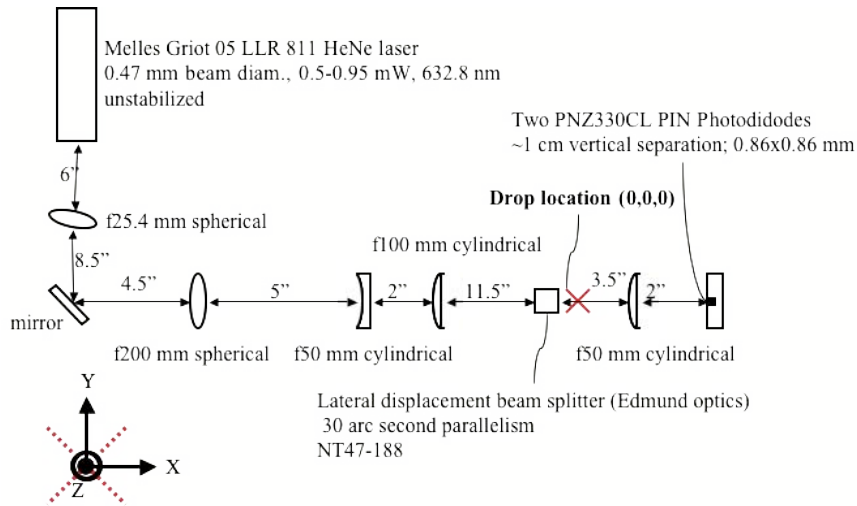 Melles Griot 05 LLR 811 HeNe laser
0.47 mm beam diam., 0.5-0.95 mW, 632.8 nm
unstabilized
Two PNZ330CL PIN Photodidodes
~1 cm vertical separation; 0.86x0.86 mm
6”
Drop location (0,0,0)
f25.4 mm spherical
f100 mm cylindrical
8.5”
4.5”
5”
2”
11.5”
3.5”
2”
mirror
f200 mm spherical
f50 mm cylindrical
f50 mm cylindrical
Lateral displacement beam splitter (Edmund optics)
30 arc second parallelism
NT47-188
Y
X
Z